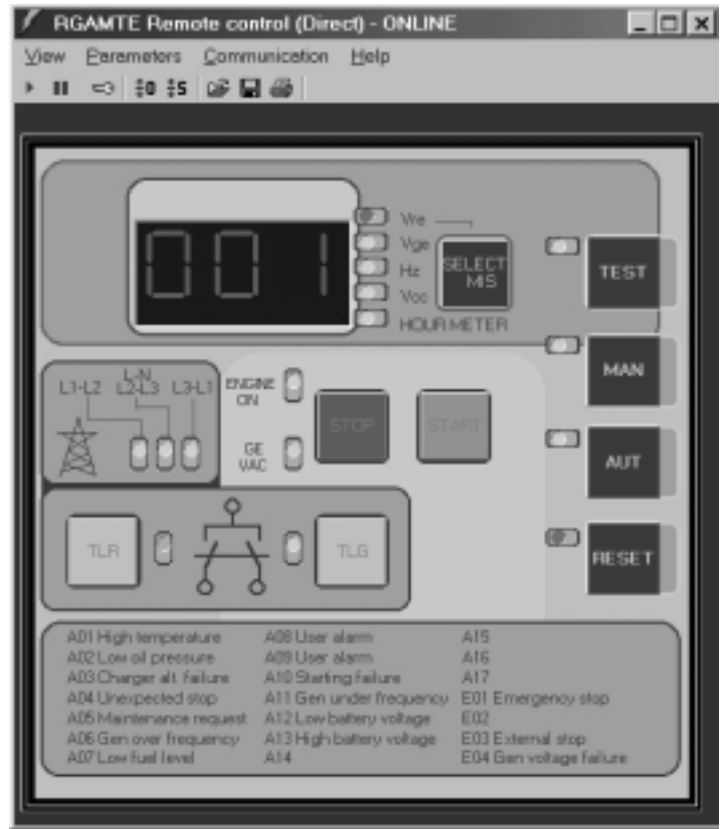 RGAMTE Remote control (Direct) - ONLINE
View Parameters Communication Help
0 S
001
Vre
Vge
Hz
Vcc
HOUR METER
SELECT
MIS
TEST
MAN
AUT
RESET
L-N
L1-L2 L2-L3 L3-L1
ENGINE
ON
GE
VAC
STOP
START
TLR
TLG
A01 High temperature
A02 Low oil pressure
A03 Charger alt. failure
A04 Unexpected stop
A05 Maintenance request
A06 Gen over frequency
A07 Low fuel level
A08 User alarm
A09 User alarm
A10 Starting failure
A11 Gen under frequency
A12 Low battery voltage
A13 High battery voltage
A14
A15
A16
A17
E01 Emergency stop
E02
E03 External stop
E04 Gen voltage failure